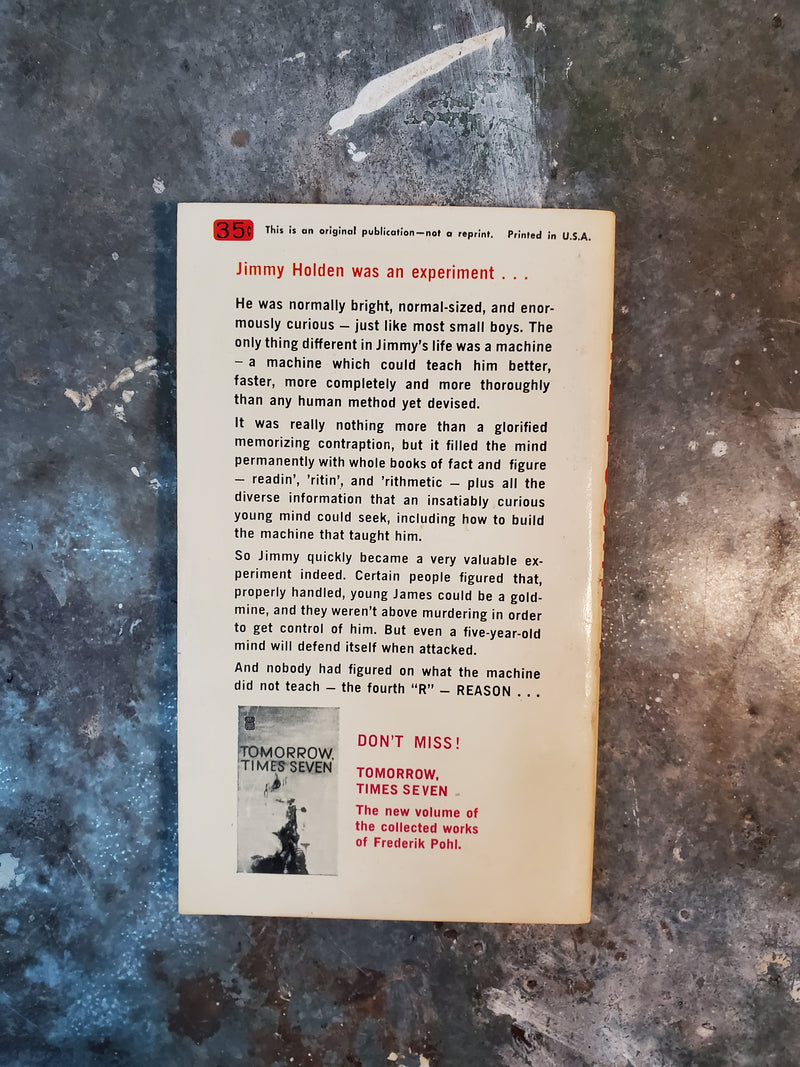 35¢ This is an original publication—not a reprint. Printed in U.S.A.
Jimmy Holden was an experiment . . .
He was normally bright, normal-sized, and enor-
mously curious — just like most small boys. The
only thing different in Jimmy's life was a machine
— a machine which could teach him better,
faster, more completely and more thoroughly
than any human method yet devised.
It was really nothing more than a glorified
memorizing contraption, but it filled the mind
permanently with whole books of fact and figure
— readin', 'ritin', and 'rithmetic — plus all the
diverse information that an insatiably curious
young mind could seek, including how to build
the machine that taught him.
So Jimmy quickly became a very valuable ex-
periment indeed. Certain people figured that,
properly handled, young James could be a gold-
mine, and they weren't above murdering in order
to get control of him. But even a five-year-old
mind will defend itself when attacked.
And nobody had figured on what the machine
did not teach — the fourth "R" — REASON . . .
TOMORROW,
TIMES SEVEN
DON'T MISS!
TOMORROW,
TIMES SEVEN
The new volume of
the collected works
of Frederik Pohl.